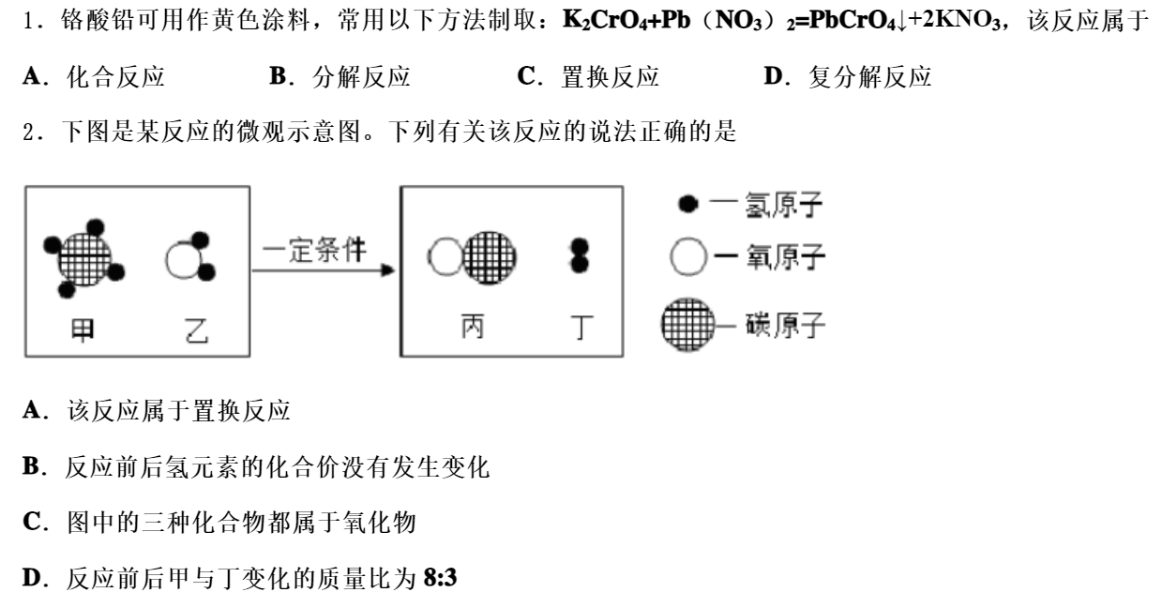 1．铬酸铅可用作黄色涂料，常用以下方法制取：K₂CrO₄+Pb（NO₃）₂=PbCrO₄↓+2KNO₃，该反应属于
A．化合反应 B．分解反应 C．置换反应 D．复分解反应
2．下图是某反应的微观示意图。下列有关该反应的说法正确的是
一定条件
甲 乙 丙 丁
—氢原子
—氧原子
—碳原子
A．该反应属于置换反应
B．反应前后氢元素的化合价没有发生变化
C．图中的三种化合物都属于氧化物
D．反应前后甲与丁变化的质量比为 8:3